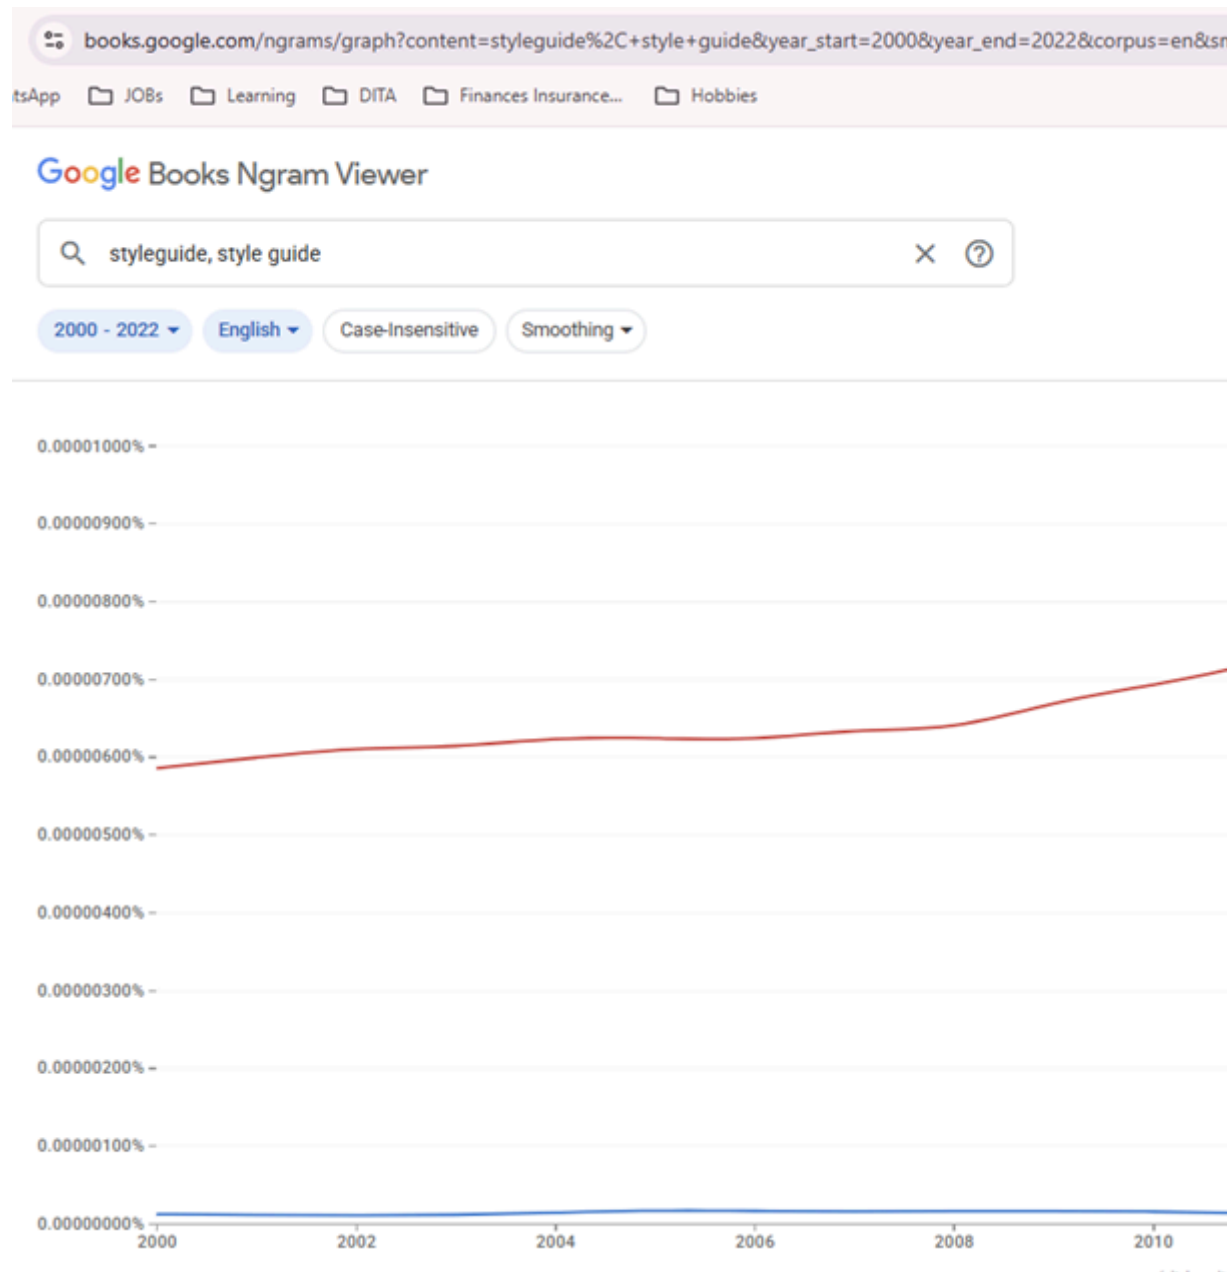 books.google.com/ngrams/graph?content=styleguide%2C+style+guide&year_start=2000&year_end=2022&corpus=en&sr
tsApp JOBs Learning DITA Finances Insurance... Hobbies
Google Books Ngram Viewer
styleguide, style guide
2000 - 2022 English Case-Insensitive Smoothing
0.00001000%
0.00000900%
0.00000800%
0.00000700%
0.00000600%
0.00000500%
0.00000400%
0.00000300%
0.00000200%
0.00000100%
0.00000000%
2000 2002 2004 2006 2008 2010